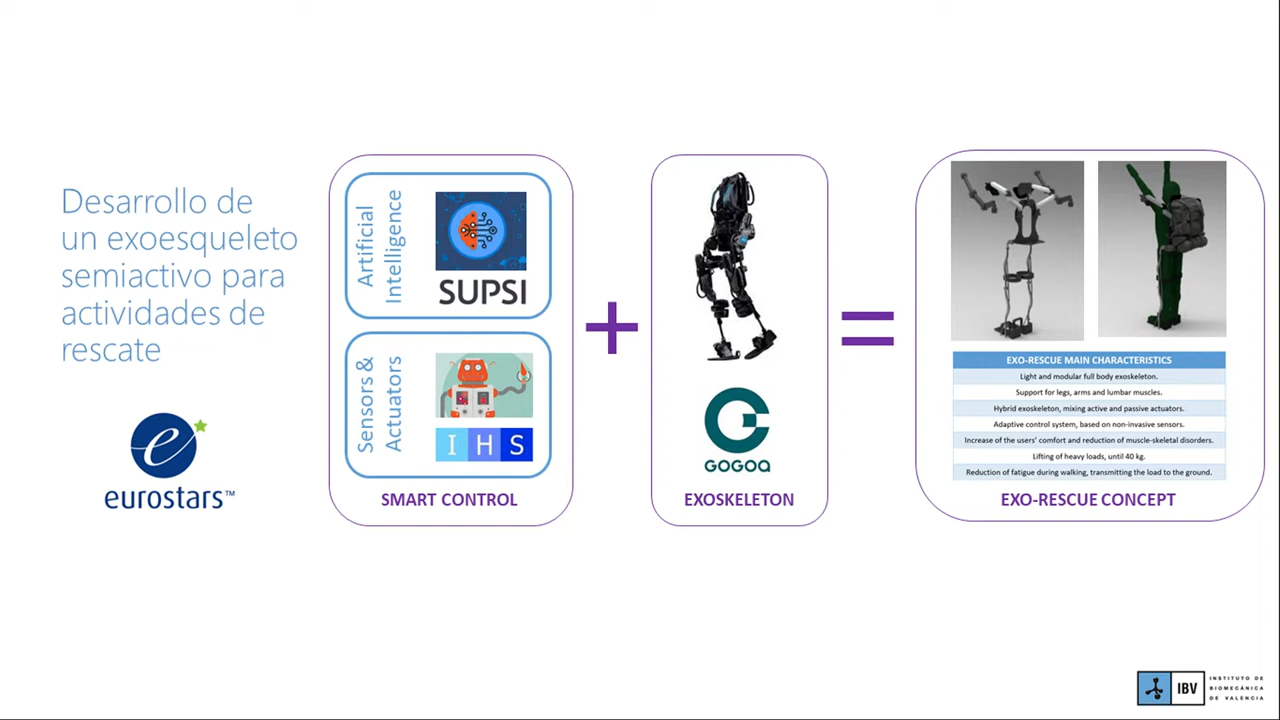 Desarrollo de
un exoesqueleto
semiactivo para
actividades de
rescate
eurostars™
Artificial
Intelligence
SUPSI
Sensors &
Actuators
I H S
SMART CONTROL
+
GOGOA
EXOSKELETON
=
EXO-RESCUE MAIN CHARACTERISTICS
Light and modular full body exoskeleton.
Support for legs, arms and lumbar muscles.
Hybrid exoskeleton, mixing active and passive actuators.
Adaptive control system, based on non-invasive sensors.
Increase of the users' comfort and reduction of muscle-skeletal disorders.
Lifting of heavy loads, until 40 kg.
Reduction of fatigue during walking, transmitting the load to the ground.
EXO-RESCUE CONCEPT
IBV
INSTITUTO DE
BIOMECÁNICA
DE VALENCIA